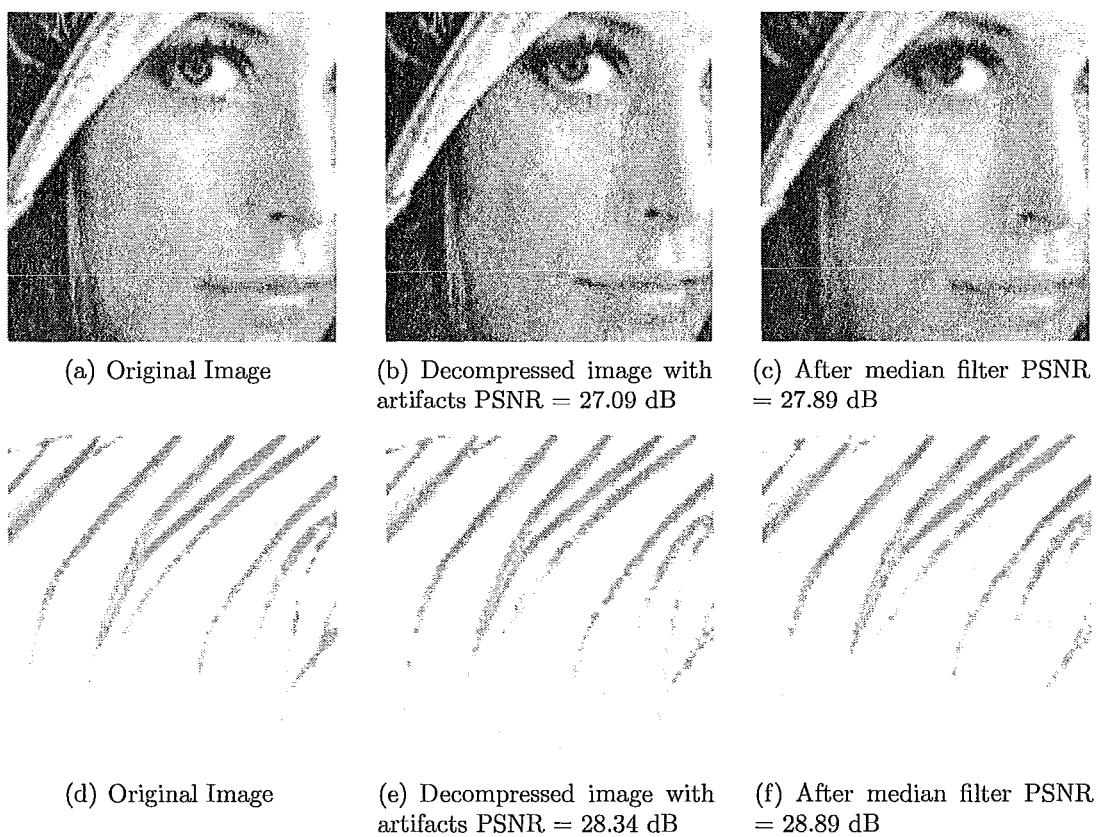 (a) Original Image
(b) Decompressed image with
artifacts PSNR = 27.09 dB
(c) After median filter PSNR
= 27.89 dB
(d) Original Image
(e) Decompressed image with
artifacts PSNR = 28.34 dB
(f) After median filter PSNR
= 28.89 dB